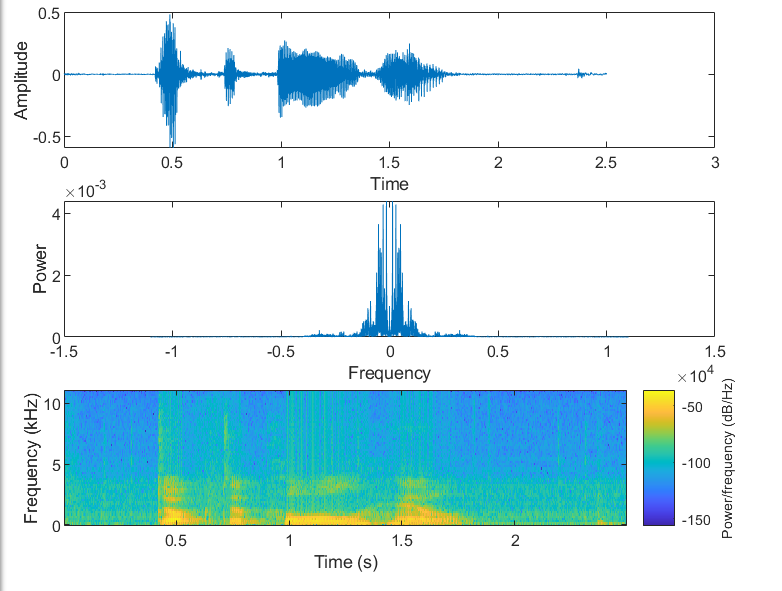 0.5
0
-0.5
Amplitude
0 0.5 1 1.5 2 2.5 3
Time
×10-3
4
2
0
Power
-1.5 -1 -0.5 0 0.5 1 1.5
Frequency
×104
10
5
0
Frequency (kHz)
0.5 1 1.5 2
Time (s)
-50
-100
-150
Power/frequency (dB/Hz)